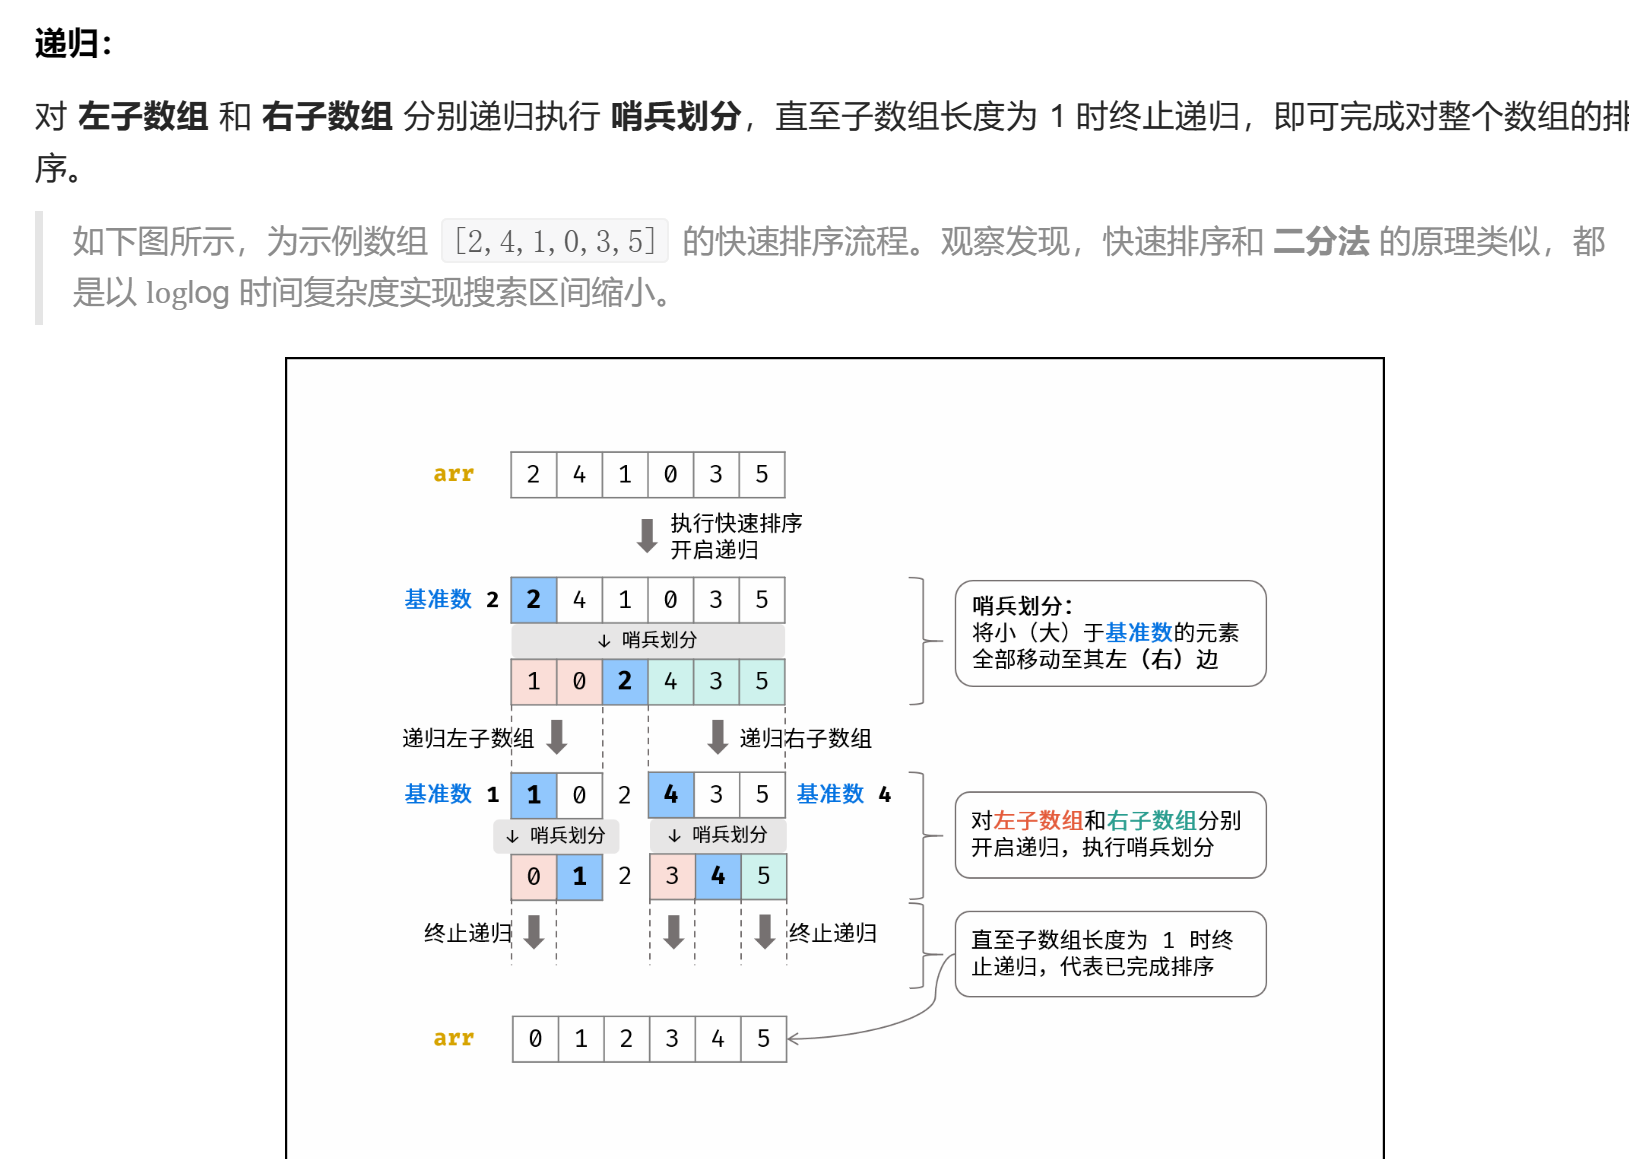 递归：
对 左子数组 和 右子数组 分别递归执行 哨兵划分，直至子数组长度为 1 时终止递归，即可完成对整个数组的排
序。
如下图所示，为示例数组 [2,4,1,0,3,5] 的快速排序流程。观察发现，快速排序和 二分法 的原理类似，都
是以 loglog 时间复杂度实现搜索区间缩小。
arr 2 4 1 0 3 5
执行快速排序
开启递归
基准数 2 2 4 1 0 3 5
↓ 哨兵划分
1 0 2 4 3 5
哨兵划分：
将小（大）于基准数的元素
全部移动至其左（右）边
递归左子数组 递归右子数组
基准数 1 1 0 2 4 3 5 基准数 4
↓ 哨兵划分 ↓ 哨兵划分
0 1 2 3 4 5
对左子数组和右子数组分别
开启递归，执行哨兵划分
终止递归 终止递归
直至子数组长度为 1 时终
止递归，代表已完成排序
arr 0 1 2 3 4 5